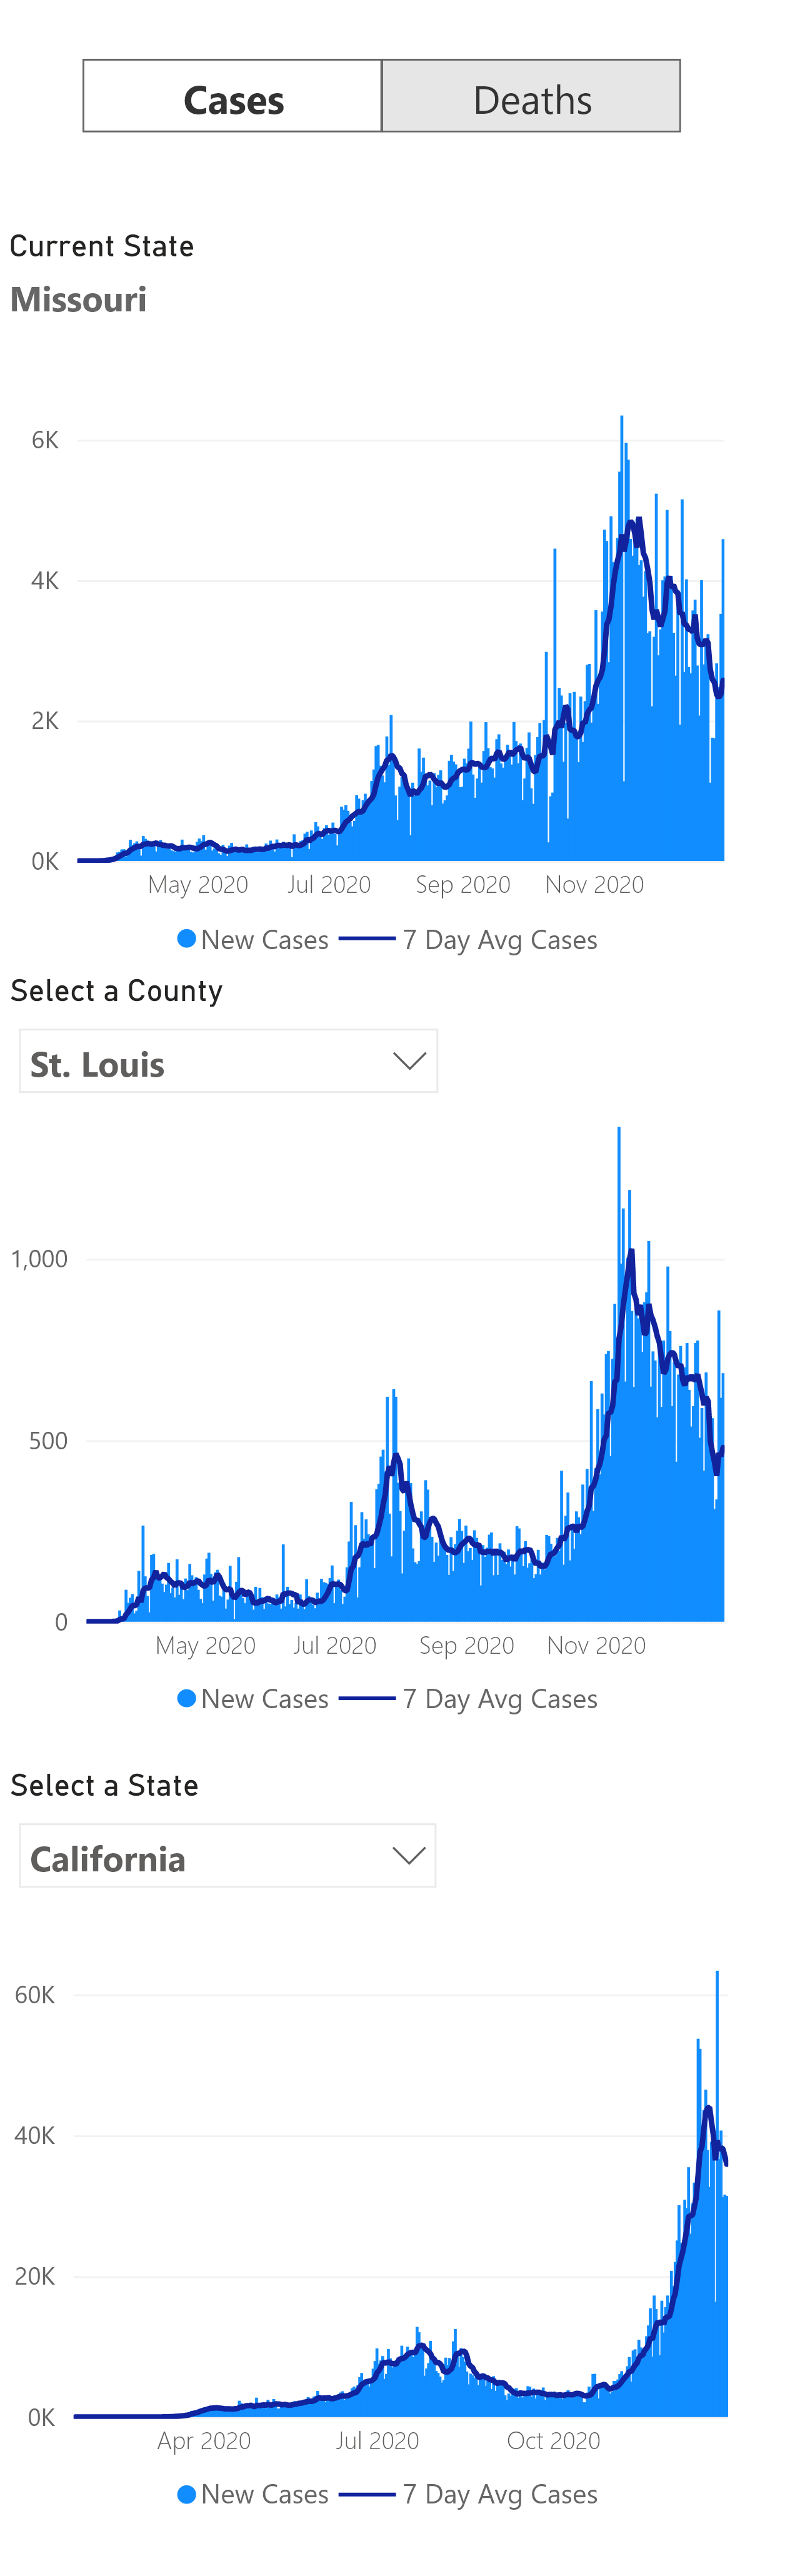 Cases Deaths
Current State
Missouri
6K
4K
2K
0K
May 2020 Jul 2020 Sep 2020 Nov 2020
New Cases 7 Day Avg Cases
Select a County
St. Louis
1,000
500
0
May 2020 Jul 2020 Sep 2020 Nov 2020
New Cases 7 Day Avg Cases
Select a State
California
60K
40K
20K
0K
Apr 2020 Jul 2020 Oct 2020
New Cases 7 Day Avg Cases